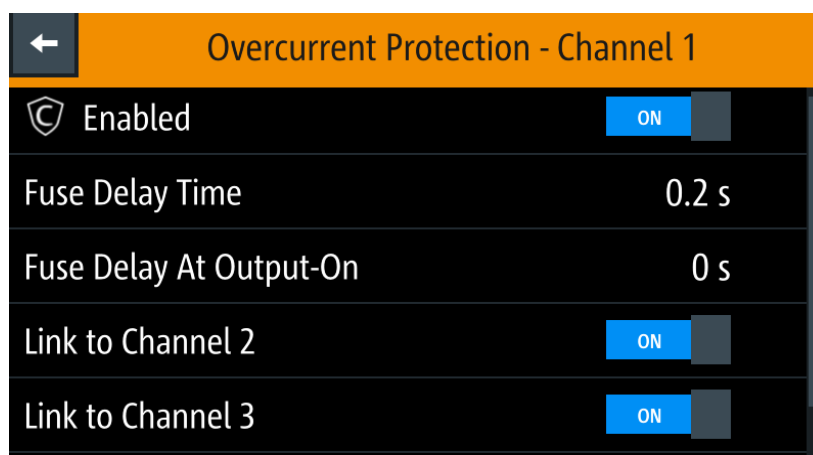 Overcurrent Protection - Channel 1
C Enabled ON
Fuse Delay Time 0.2 s
Fuse Delay At Output-On 0 s
Link to Channel 2 ON
Link to Channel 3 ON